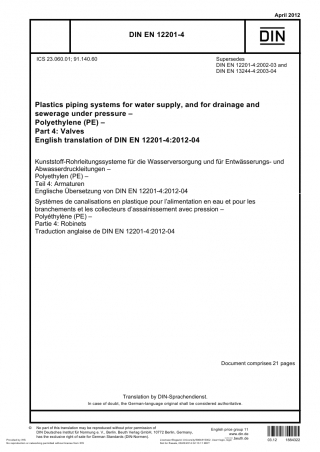 April 2012
DIN EN 12201-4
DIN
ICS 23.060.01; 91.140.60
Supersedes
DIN EN 12201-4:2002-03 and
DIN EN 13244-4:2003-04
Plastics piping systems for water supply, and for drainage and
sewerage under pressure –
Polyethylene (PE) –
Part 4: Valves
English translation of DIN EN 12201-4:2012-04
Kunststoff-Rohrleitungssysteme für die Wasserversorgung und für Entwässerungs- und
Abwasserdruckleitungen –
Polyethylen (PE) –
Teil 4: Armaturen
Englische Übersetzung von DIN EN 12201-4:2012-04
Systèmes de canalisations en plastique pour l'alimentation en eau et pour les
branchements et les collecteurs d'assainissement avec pression –
Polyéthylène (PE) –
Partie 4: Robinets
Traduction anglaise de DIN EN 12201-4:2012-04
Document comprises 21 pages
Translation by DIN-Sprachendienst.
In case of doubt, the German-language original shall be considered authoritative.
© No part of this translation may be reproduced without prior permission of
DIN Deutsches Institut für Normung e. V., Berlin. Beuth Verlag GmbH, 10772 Berlin, Germany,
has the exclusive right of sale for German Standards (DIN-Normen).
English price group 11
www.din.de
www.beuth.de
03.12